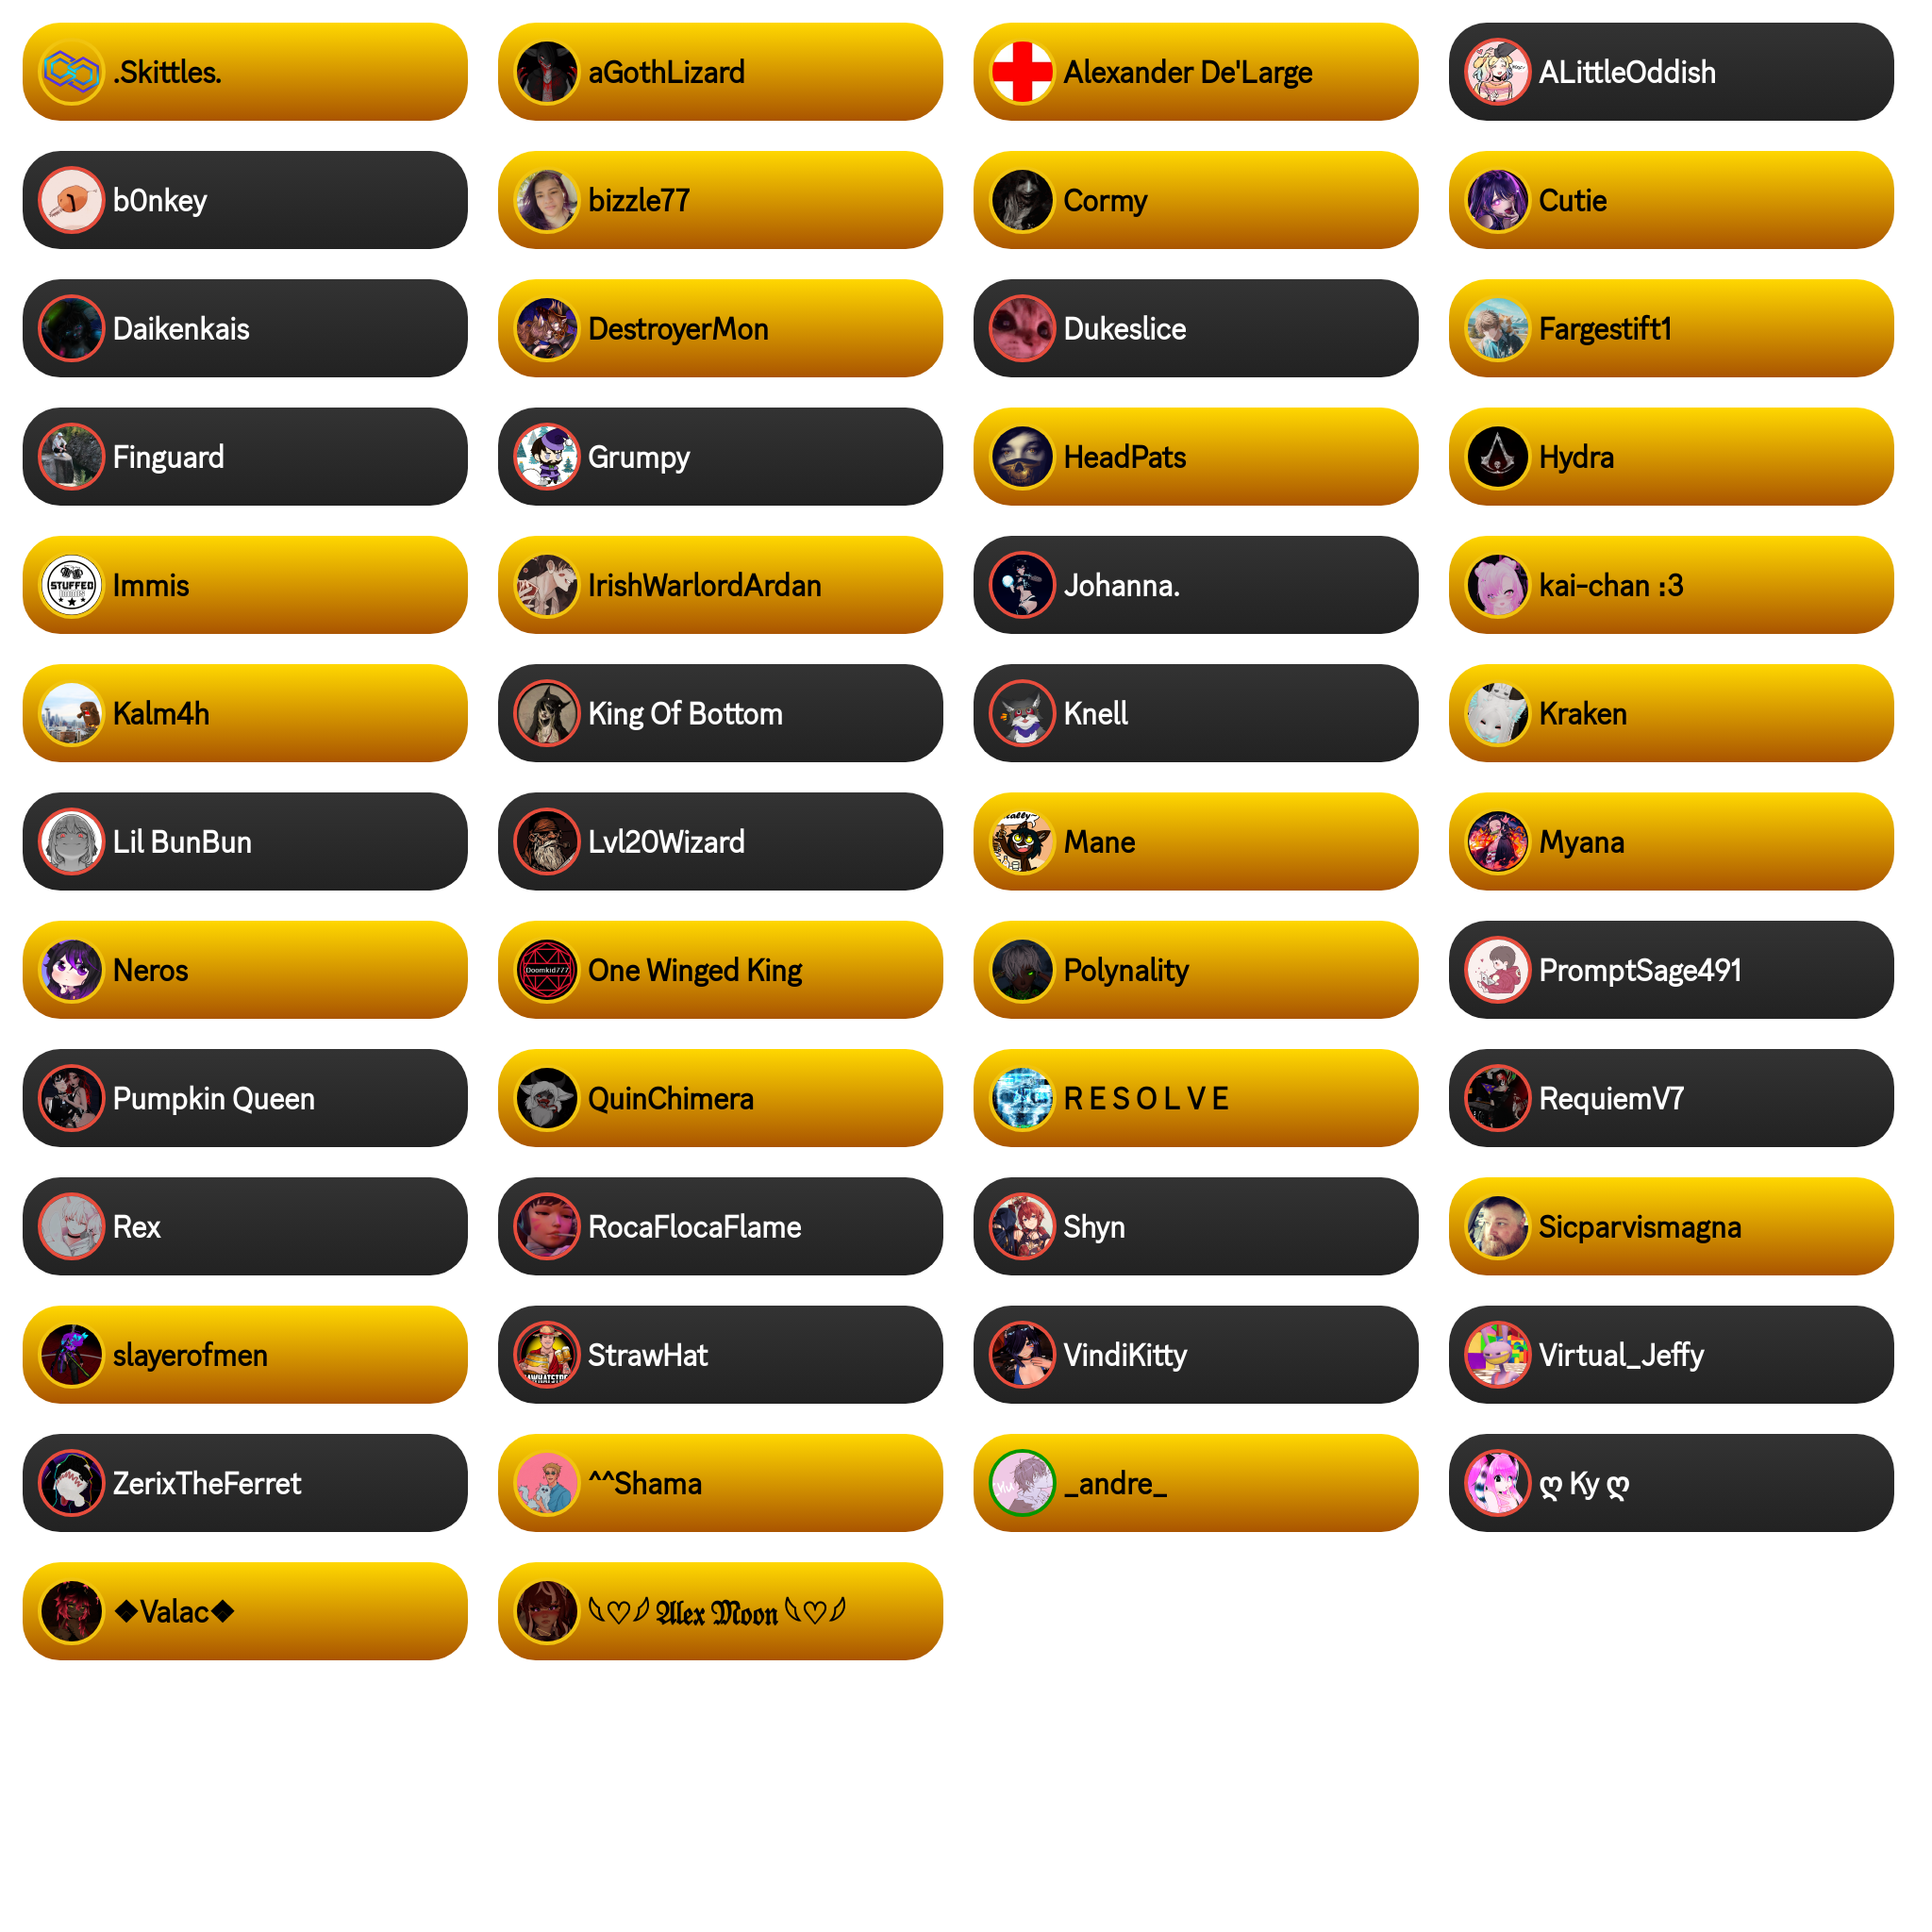 .Skittles.
aGothLizard
Alexander De'Large
ALittleOddish
b0nkey
bizzle77
Cormy
Cutie
Daikenkais
DestroyerMon
Dukeslice
Fargestift1
Finguard
Grumpy
HeadPats
Hydra
STUFFED
Immis
IrishWarlordArdan
Johanna.
kai-chan :3
Kalm4h
King Of Bottom
Knell
Kraken
Lil BunBun
Lvl20Wizard
Mane
Myana
Neros
Doomkid777
One Winged King
Polynality
PromptSage491
Pumpkin Queen
QuinChimera
R E S O L V E
RequiemV7
Rex
RocaFlocaFlame
Shyn
Sicparvismagna
slayerofmen
StrawHat
VindiKitty
Virtual_Jeffy
ZerixTheFerret
^^Shama
_andre_
ღ Ky ღ
❖Valac❖
𓆩♡𓆪 𝕬𝖑𝖊𝖝 𝕸𝖔𝖔𝖓 𓆩♡𓆪